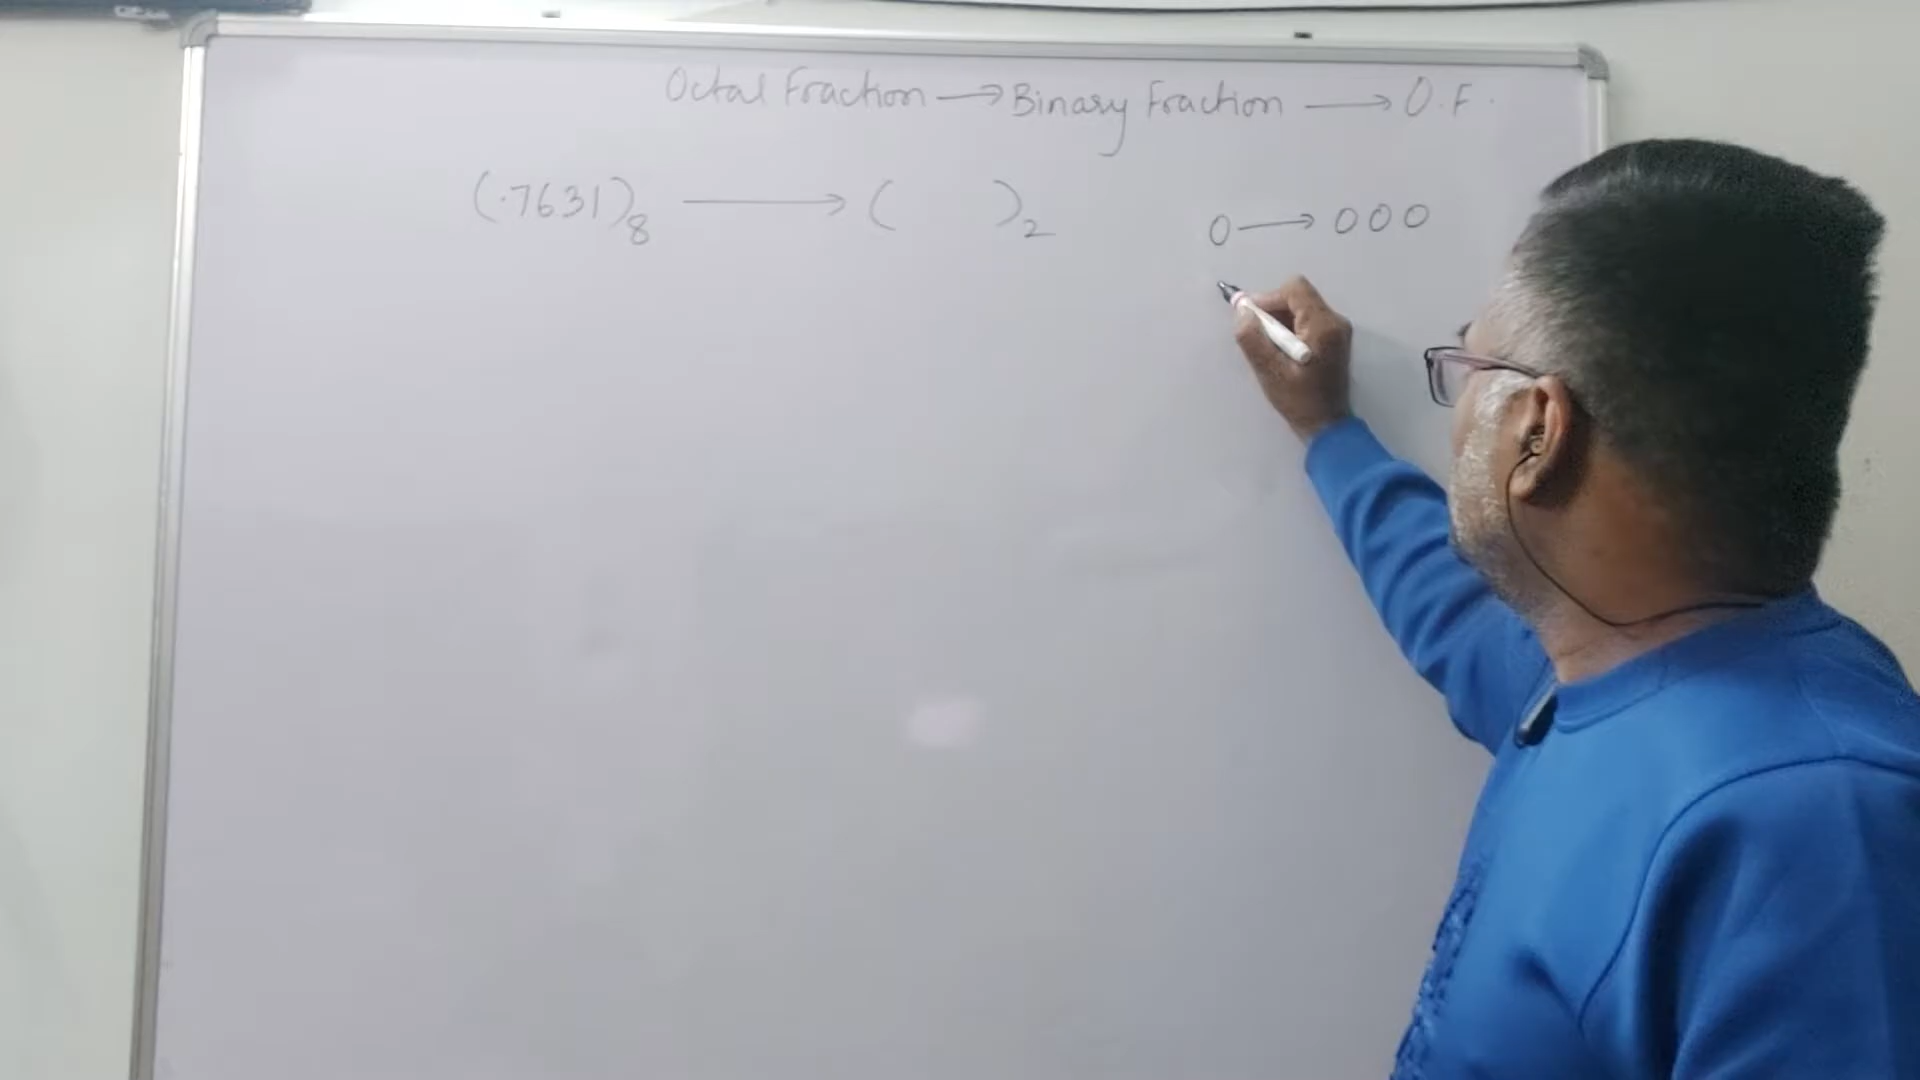 Octal Fraction → Binary Fraction → O.F.
(.7631)₈ → ( )₂
0 → 000